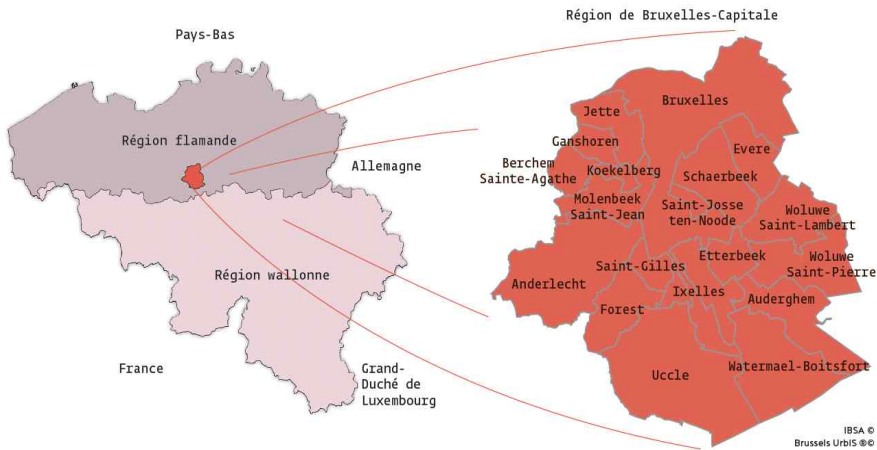 Région de Bruxelles-Capitale
Pays-Bas
Région flamande
Allemagne
Région wallonne
France
Grand-
Duché de
Luxembourg
Bruxelles
Jette
Ganshoren
Evere
Berchem
Sainte-Agathe
Koekelberg
Schaerbeek
Molenbeek
Saint-Jean
Saint-Josse
ten-Noode
Woluwe
Saint-Lambert
Etterbeek
Woluwe
Saint-Pierre
Saint-Gilles
Anderlecht
Ixelles
Auderghem
Forest
Uccle
Watermael-Boitsfort
IBSA ©
Brussels UrbIS ®©